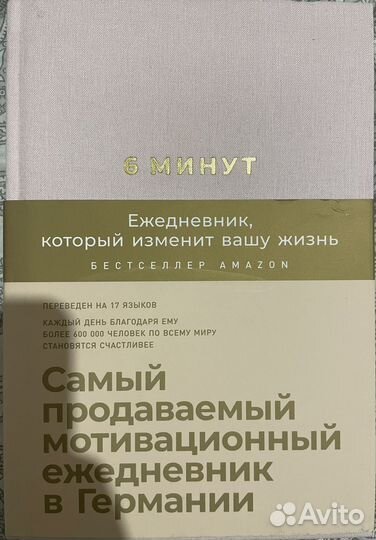 6 МИНУТ
Ежедневник,
который изменит вашу жизнь
БЕСТСЕЛЛЕР AMAZON
ПЕРЕВЕДЕН НА 17 ЯЗЫКОВ
КАЖДЫЙ ДЕНЬ БЛАГОДАРЯ ЕМУ
БОЛЕЕ 600 000 ЧЕЛОВЕК ПО ВСЕМУ МИРУ
СТАНОВЯТСЯ СЧАСТЛИВЕЕ
Самый
продаваемый
мотивационный
ежедневник
в Германии
Avito